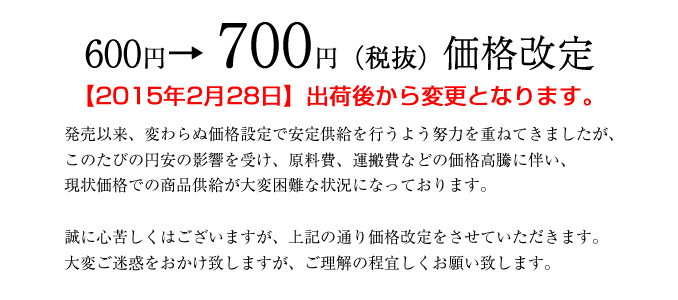 600円→700円（税抜）価格改定
【2015年2月28日】出荷後から変更となります。
発売以来、変わらぬ価格設定で安定供給を行うよう努力を重ねてきましたが、
このたびの円安の影響を受け、原料費、運搬費などの価格高騰に伴い、
現状価格での商品供給が大変困難な状況になっております。
誠に心苦しくはございますが、上記の通り価格改定をさせていただきます。
大変ご迷惑をおかけ致しますが、ご理解の程宜しくお願い致します。